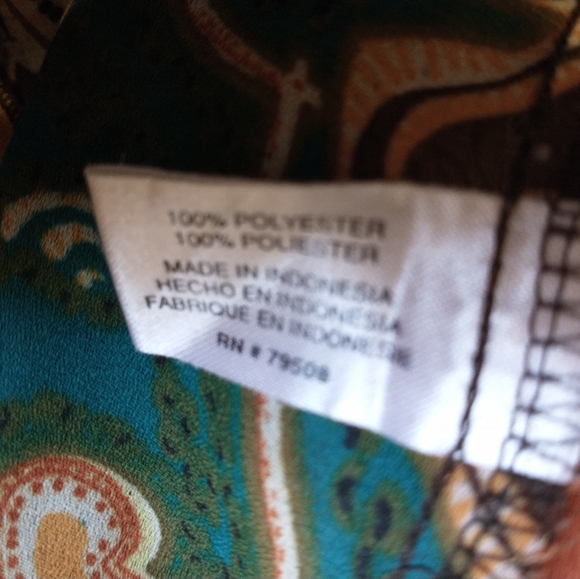 100% POLYESTER
100% POLIESTER
MADE IN INDONESIA
HECHO EN INDONESIA
FABRIQUE EN INDONESIE
RN # 79508